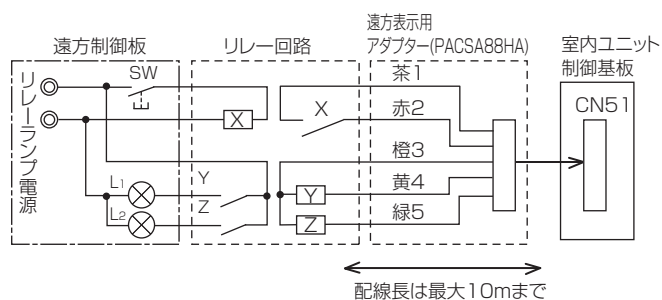 遠方表示用
遠方制御板
リレー回路
アダプター(PACSA88HA)
室内ユニット
制御基板
リレーランプ電源
SW
X
X
茶1
赤2
橙3
黄4
緑5
CN51
L1
L2
Y
Z
Y
Z
配線長は最大10mまで